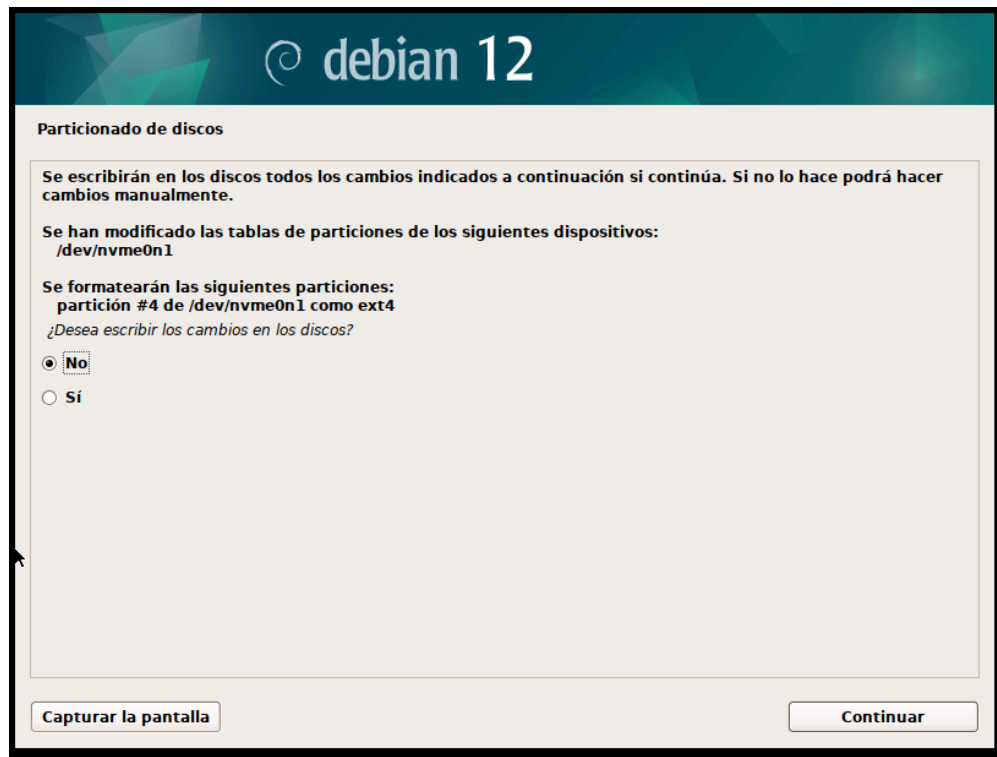 debian 12
Particionado de discos
Se escribirán en los discos todos los cambios indicados a continuación si continúa. Si no lo hace podrá hacer
cambios manualmente.
Se han modificado las tablas de particiones de los siguientes dispositivos:
/dev/nvme0n1
Se formatearán las siguientes particiones:
partición #4 de /dev/nvme0n1 como ext4
¿Desea escribir los cambios en los discos?
No
Sí
Capturar la pantalla
Continuar